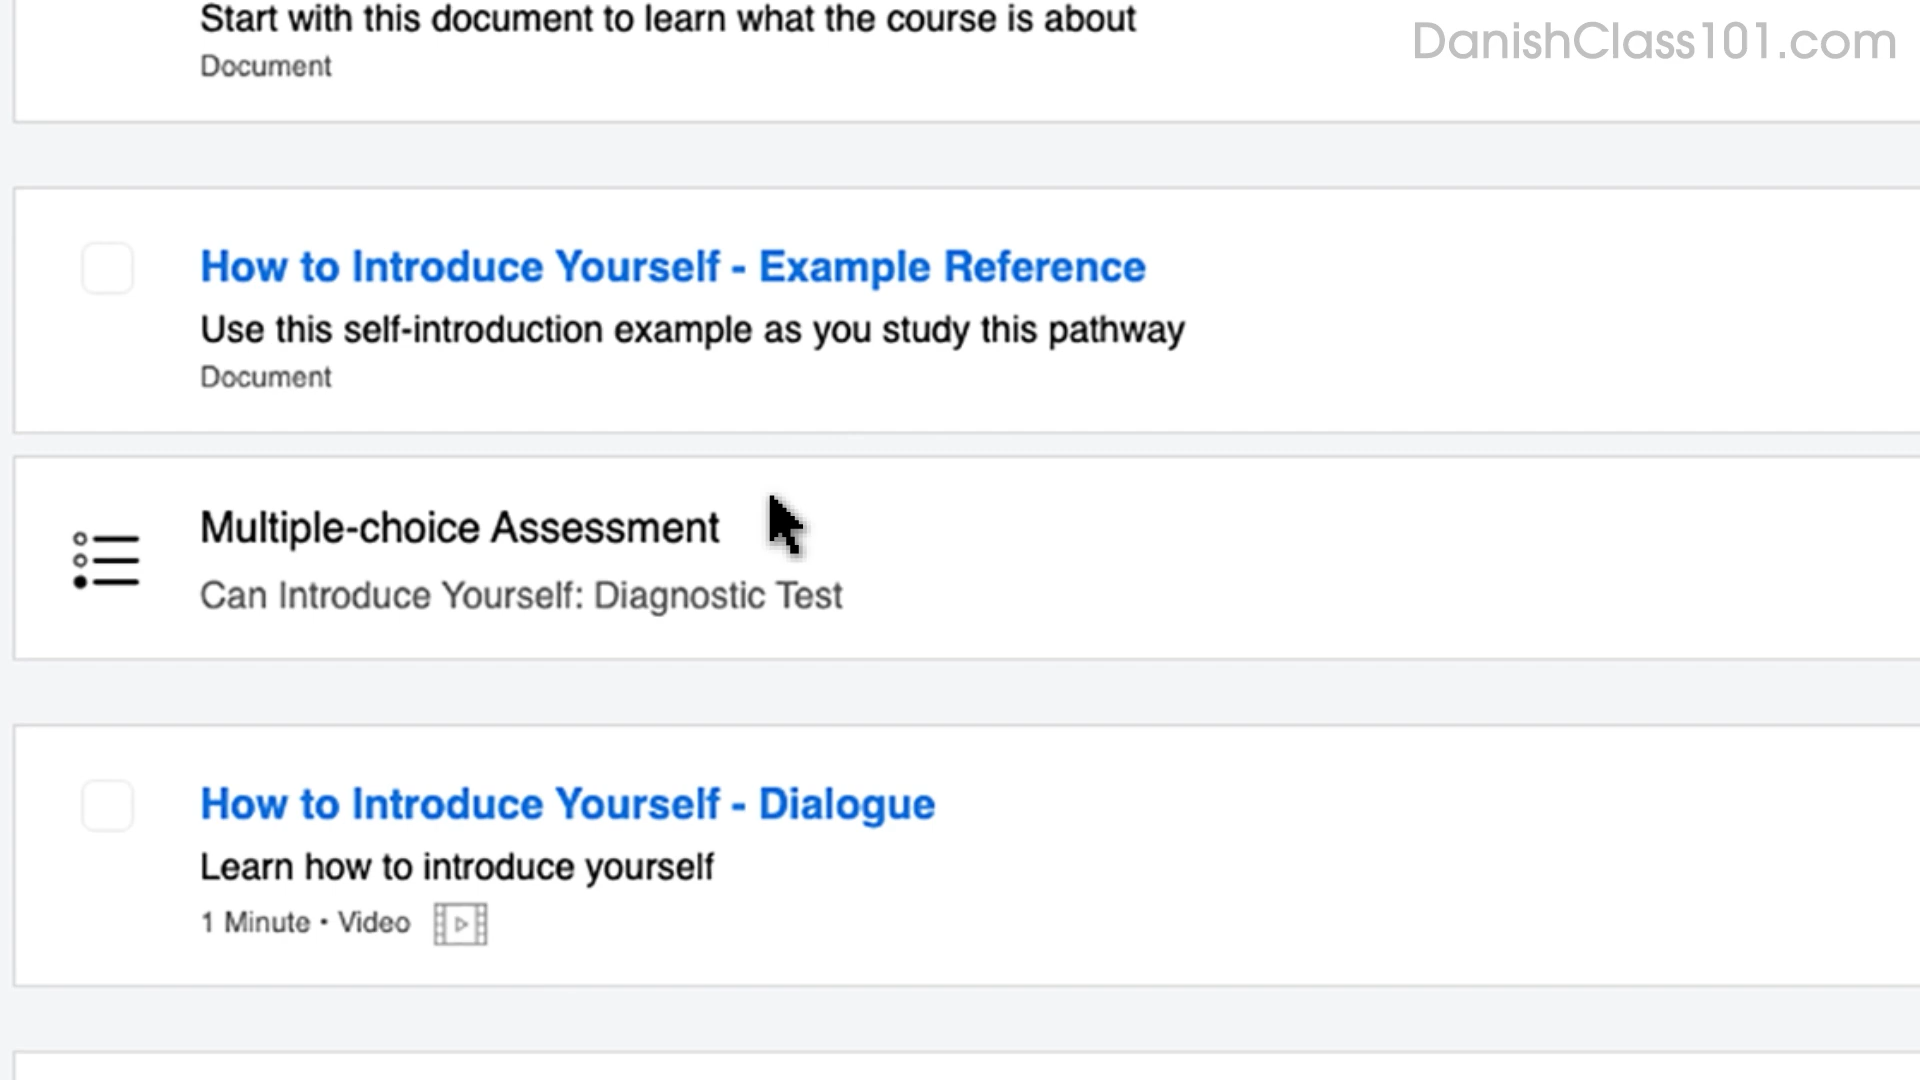 Start with this document to learn what the course is about
DanishClass101.com
Document
How to Introduce Yourself - Example Reference
Use this self-introduction example as you study this pathway
Document
Multiple-choice Assessment
Can Introduce Yourself: Diagnostic Test
How to Introduce Yourself - Dialogue
Learn how to introduce yourself
1 Minute • Video